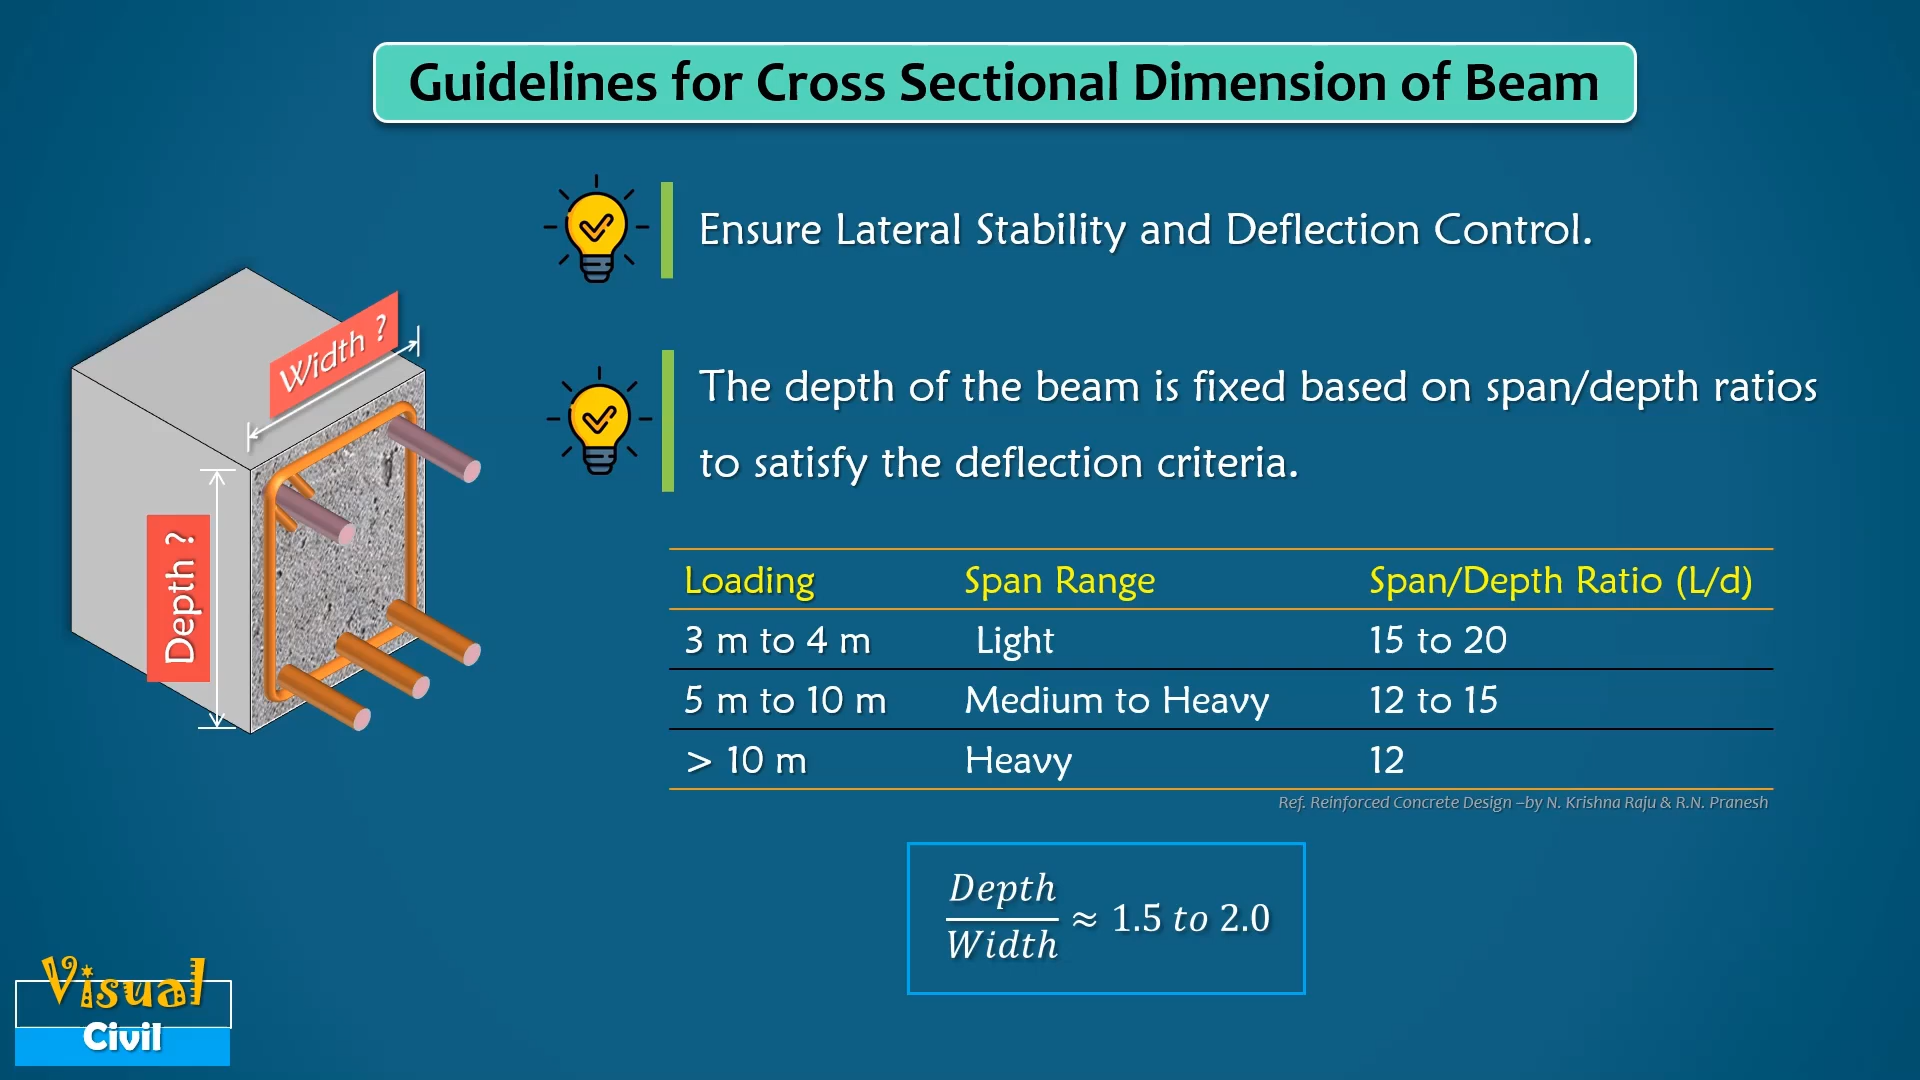 Guidelines for Cross Sectional Dimension of Beam
Ensure Lateral Stability and Deflection Control.
The depth of the beam is fixed based on span/depth ratios
to satisfy the deflection criteria.
Width ?
Depth ?
Loading Span Range Span/Depth Ratio (L/d)
3 m to 4 m Light 15 to 20
5 m to 10 m Medium to Heavy 12 to 15
> 10 m Heavy 12
Ref. Reinforced Concrete Design –by N. Krishna Raju & R.N. Pranesh
Depth
Width
≈ 1.5 to 2.0
Visual
Civil